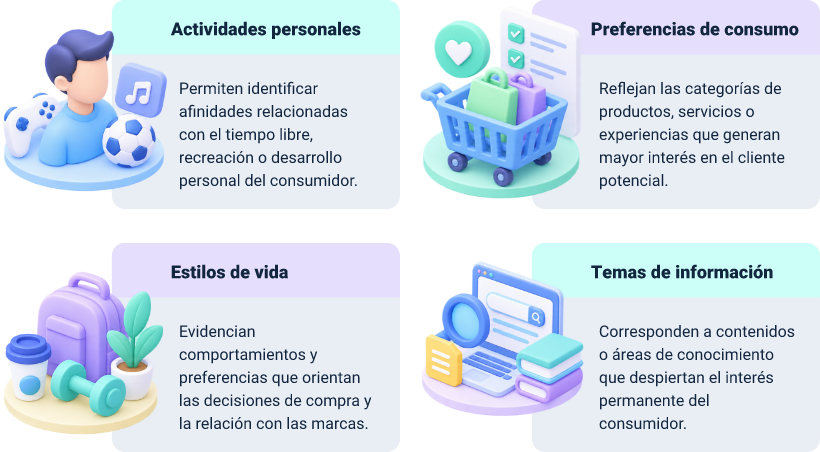 Actividades personales
Permiten identificar
afinidades relacionadas
con el tiempo libre,
recreación o desarrollo
personal del consumidor.
Preferencias de consumo
Reflejan las categorías de
productos, servicios o
experiencias que generan
mayor interés en el cliente
potencial.
Estilos de vida
Evidencian
comportamientos y
preferencias que orientan
las decisiones de compra y
la relación con las marcas.
Temas de información
Corresponden a contenidos
o áreas de conocimiento
que despiertan el interés
permanente del
consumidor.